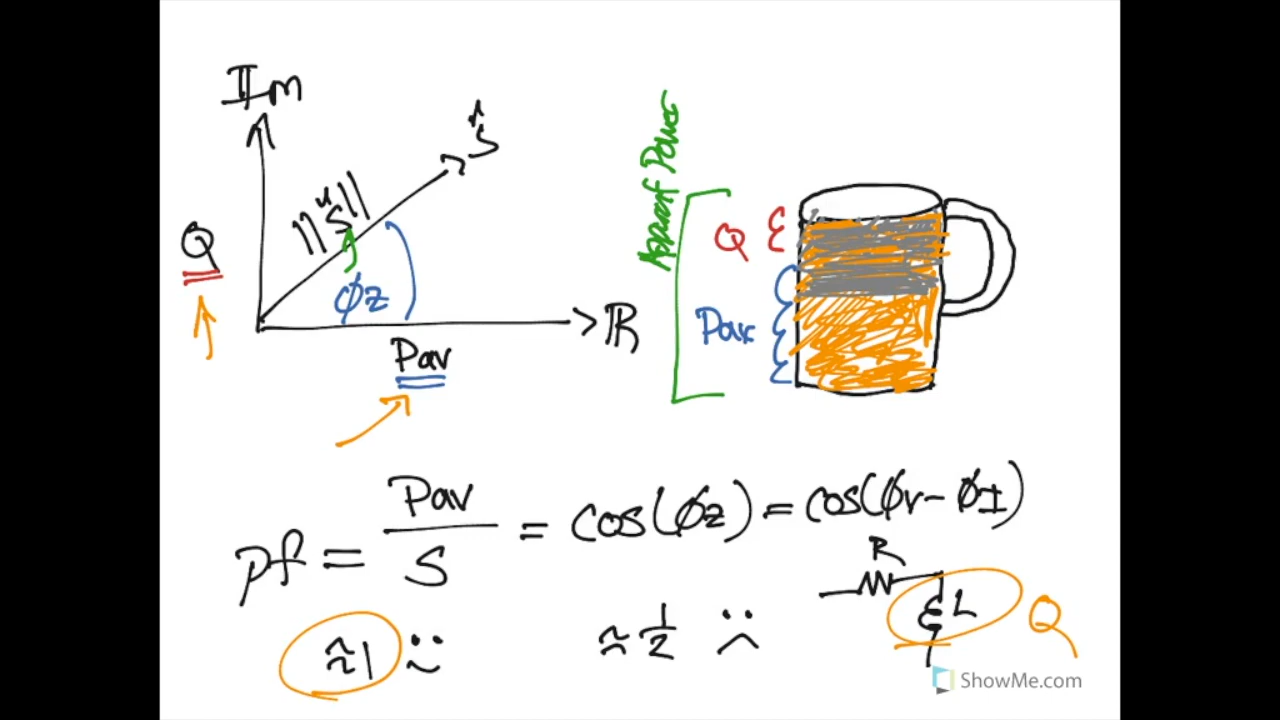 Im
Ŝ
||Ŝ||
Q
ϕz
ℝ
Pav
Apparent Power
Q
Pav
pf = Pav / S = cos(ϕz) = cos(ϕv - ϕI)
R
L
Q
≈1
≈ 1/2
ShowMe.com